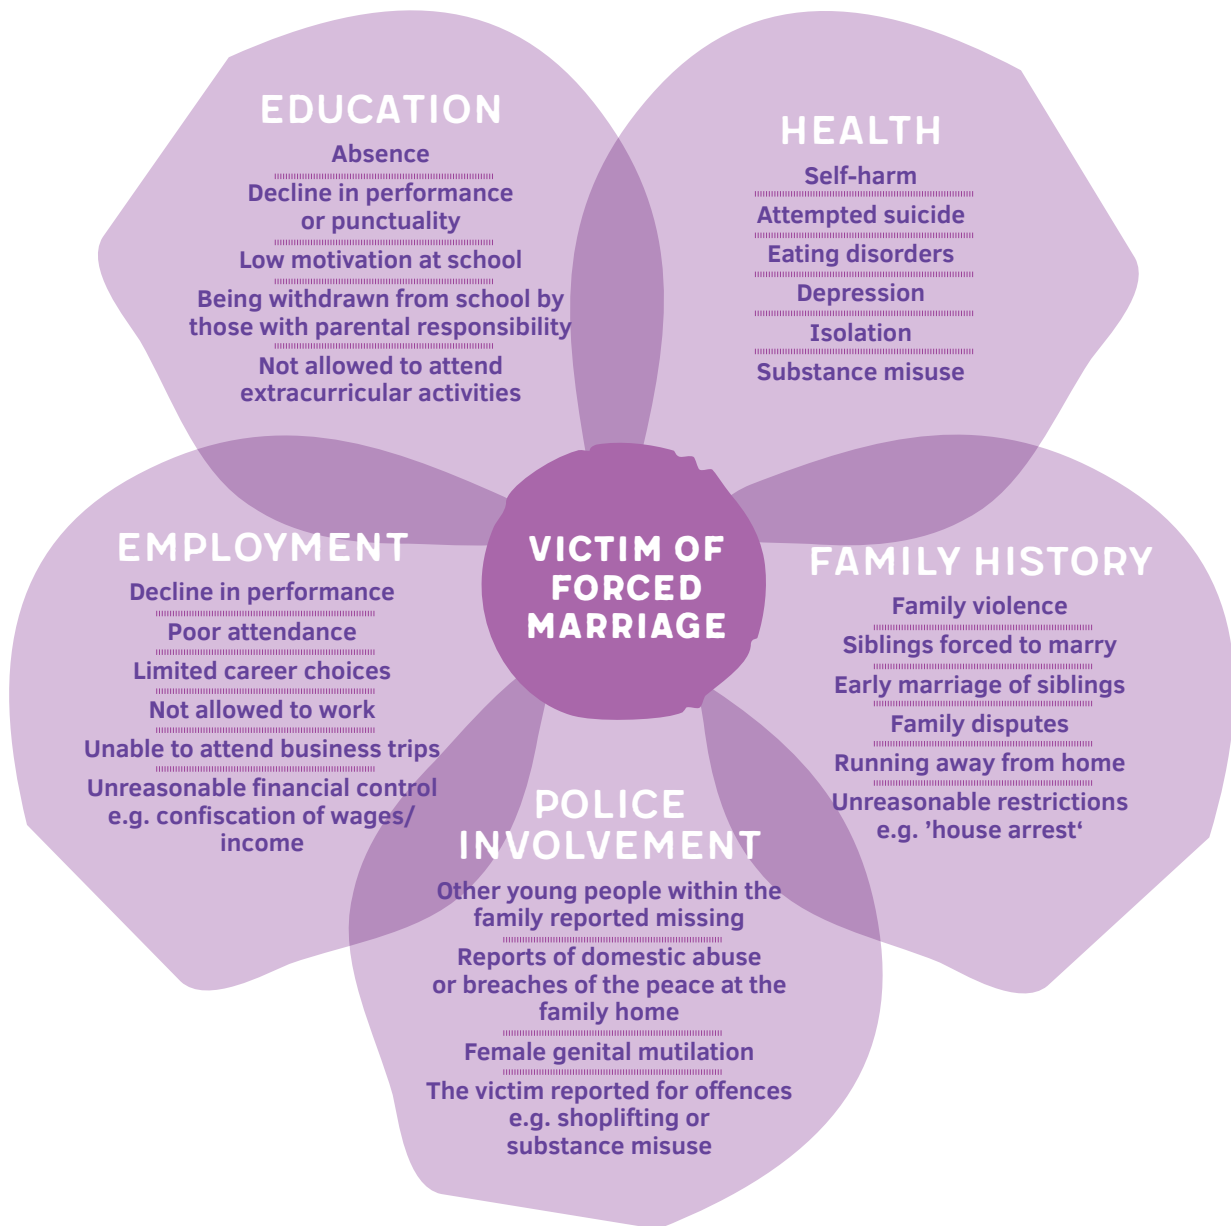 EDUCATION
Absence
Decline in performance
or punctuality
Low motivation at school
Being withdrawn from school by
those with parental responsibility
Not allowed to attend
extracurricular activities
HEALTH
Self-harm
Attempted suicide
Eating disorders
Depression
Isolation
Substance misuse
EMPLOYMENT
Decline in performance
Poor attendance
Limited career choices
Not allowed to work
Unable to attend business trips
Unreasonable financial control
e.g. confiscation of wages/
income
VICTIM OF
FORCED
MARRIAGE
FAMILY HISTORY
Family violence
Siblings forced to marry
Early marriage of siblings
Family disputes
Running away from home
Unreasonable restrictions
e.g. ’house arrest‘
POLICE
INVOLVEMENT
Other young people within the
family reported missing
Reports of domestic abuse
or breaches of the peace at the
family home
Female genital mutilation
The victim reported for offences
e.g. shoplifting or
substance misuse